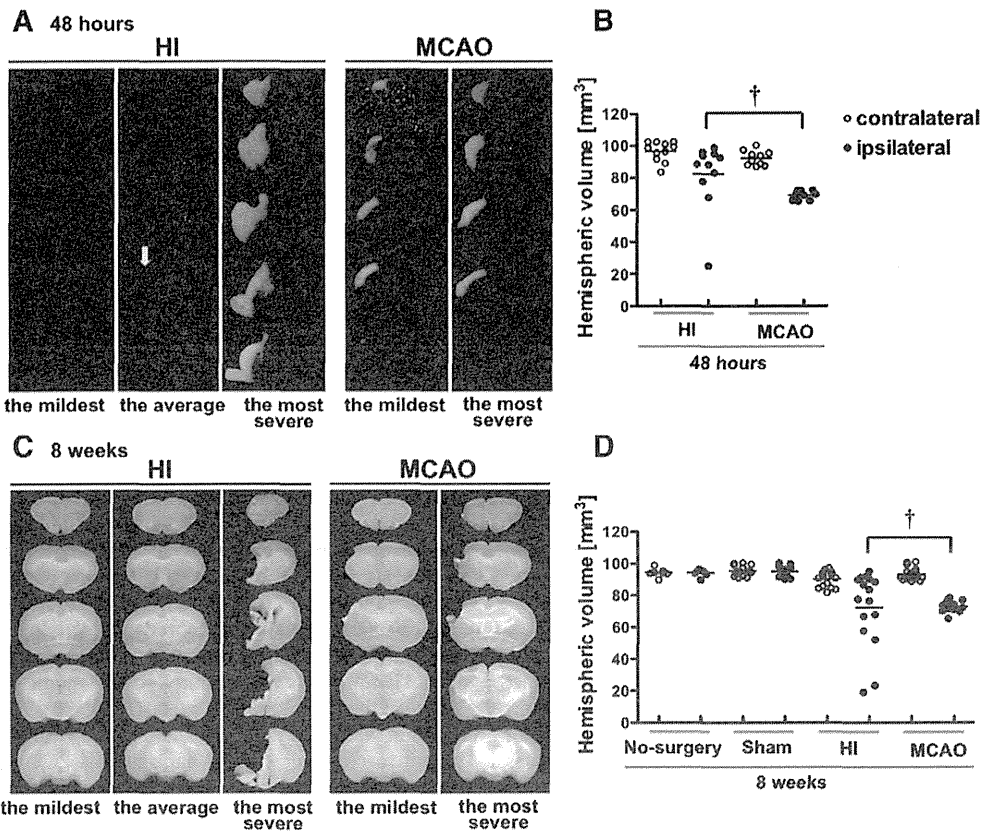 A 48 hours
HI MCAO
the mildest the average the most severe the mildest the most severe
B
Hemispheric volume [mm³]
120
100
80
60
40
20
0
†
contralateral
ipsilateral
HI MCAO
48 hours
C 8 weeks
HI MCAO
the mildest the average the most severe the mildest the most severe
D
Hemispheric volume [mm³]
120
100
80
60
40
20
0
†
No-surgery Sham HI MCAO
8 weeks